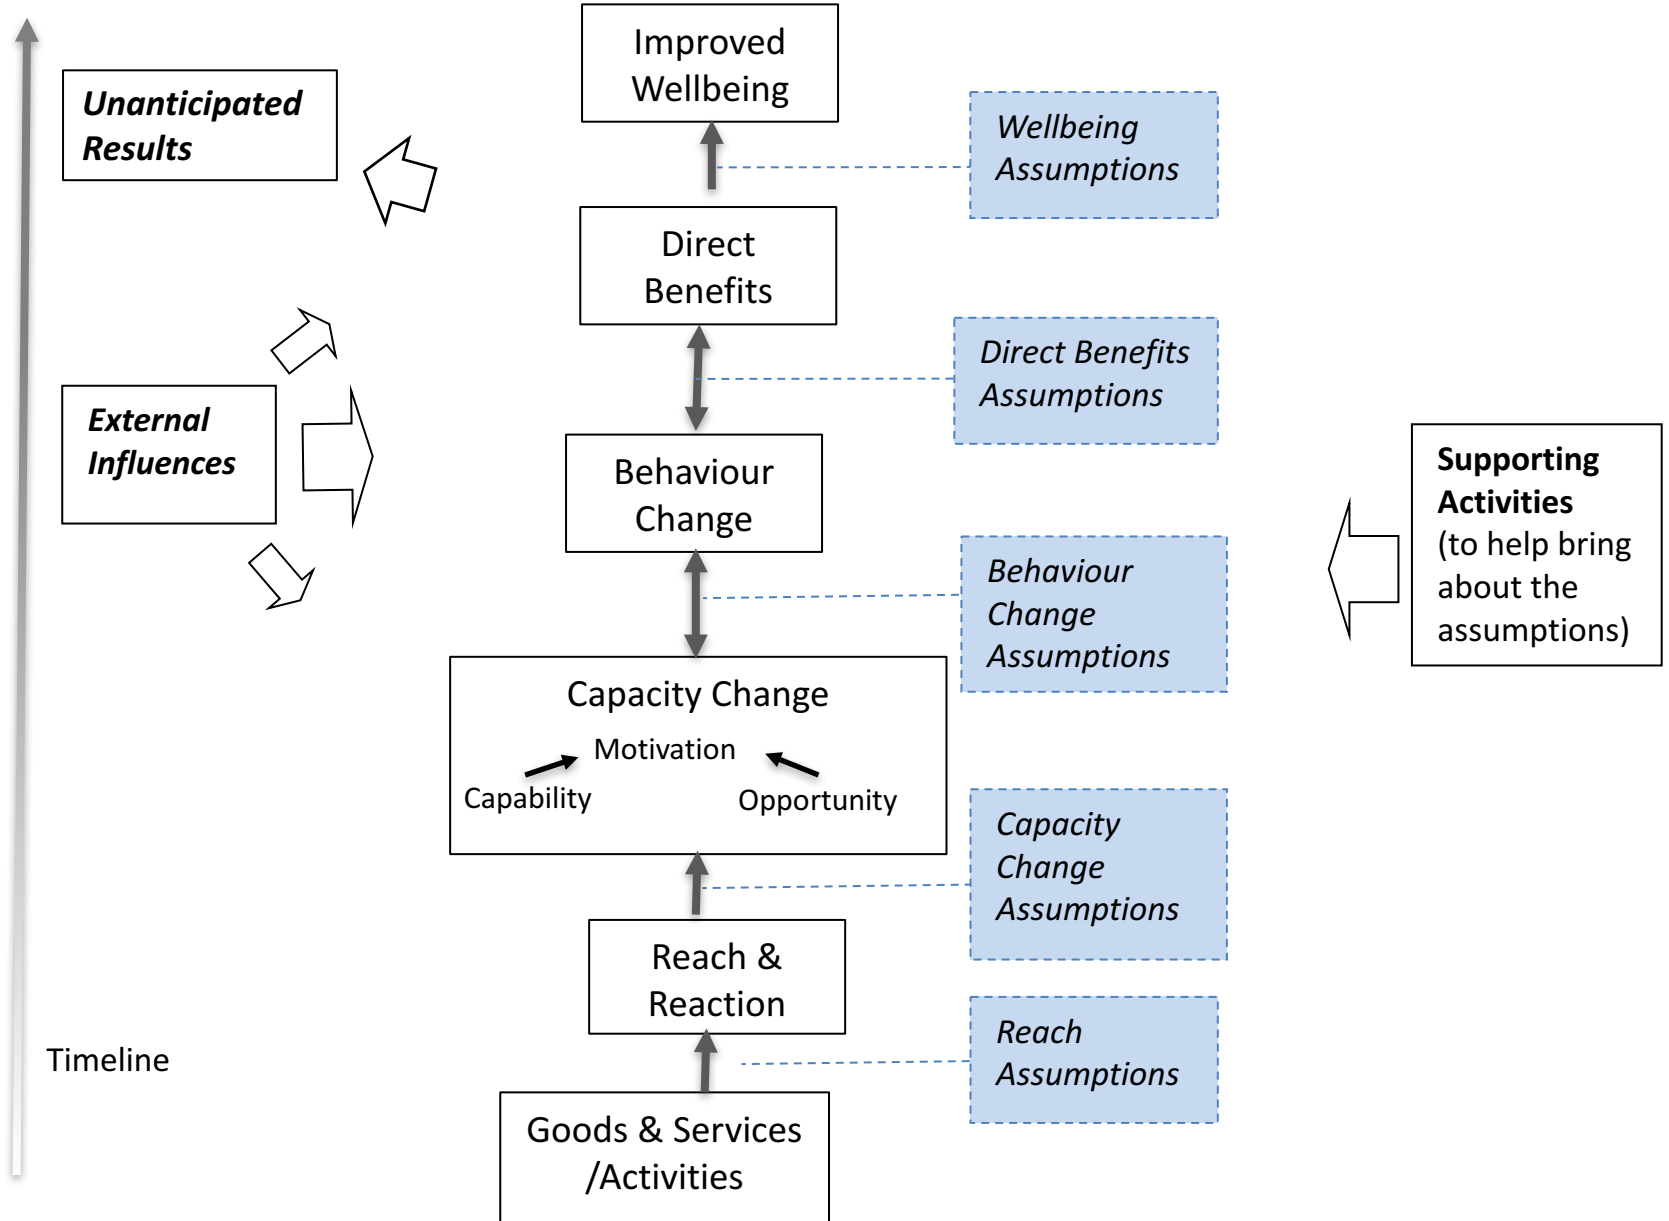 Improved
Wellbeing
Unanticipated
Results
Wellbeing
Assumptions
Direct
Benefits
Direct Benefits
Assumptions
External
Influences
Behaviour
Change
Supporting
Activities
(to help bring
about the
assumptions)
Behaviour
Change
Assumptions
Capacity Change
Motivation
Capability
Opportunity
Capacity
Change
Assumptions
Reach &
Reaction
Reach
Assumptions
Timeline
Goods & Services
/Activities